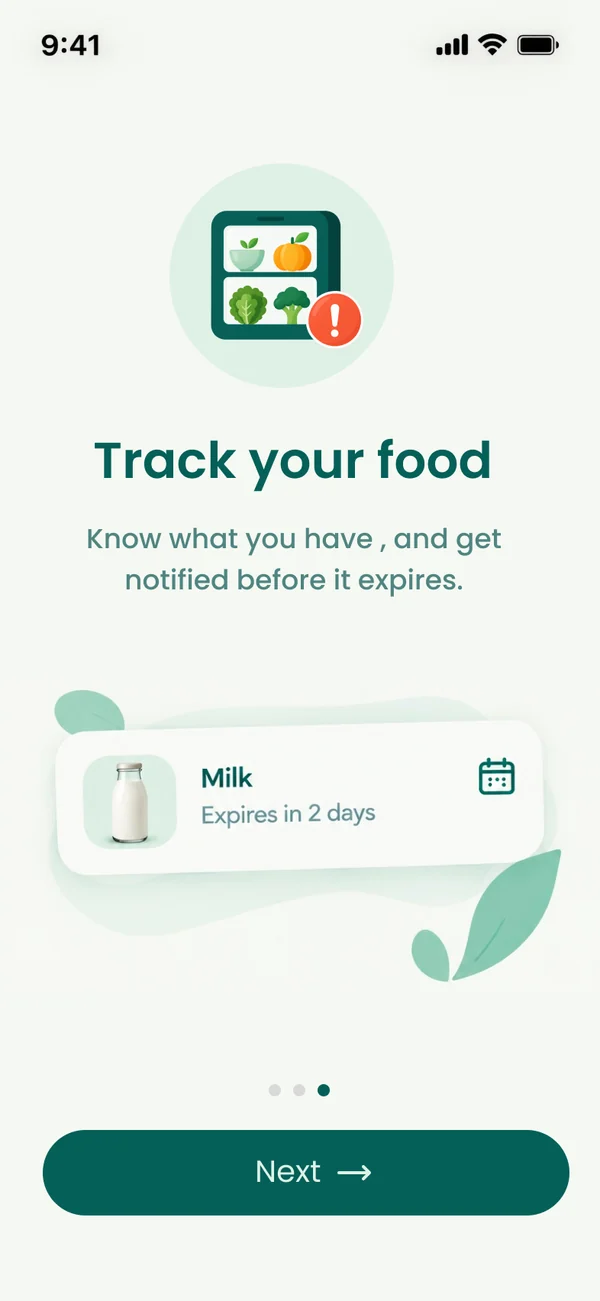 9:41
Track your food
Know what you have , and get
notified before it expires.
Milk
Expires in 2 days
Next →